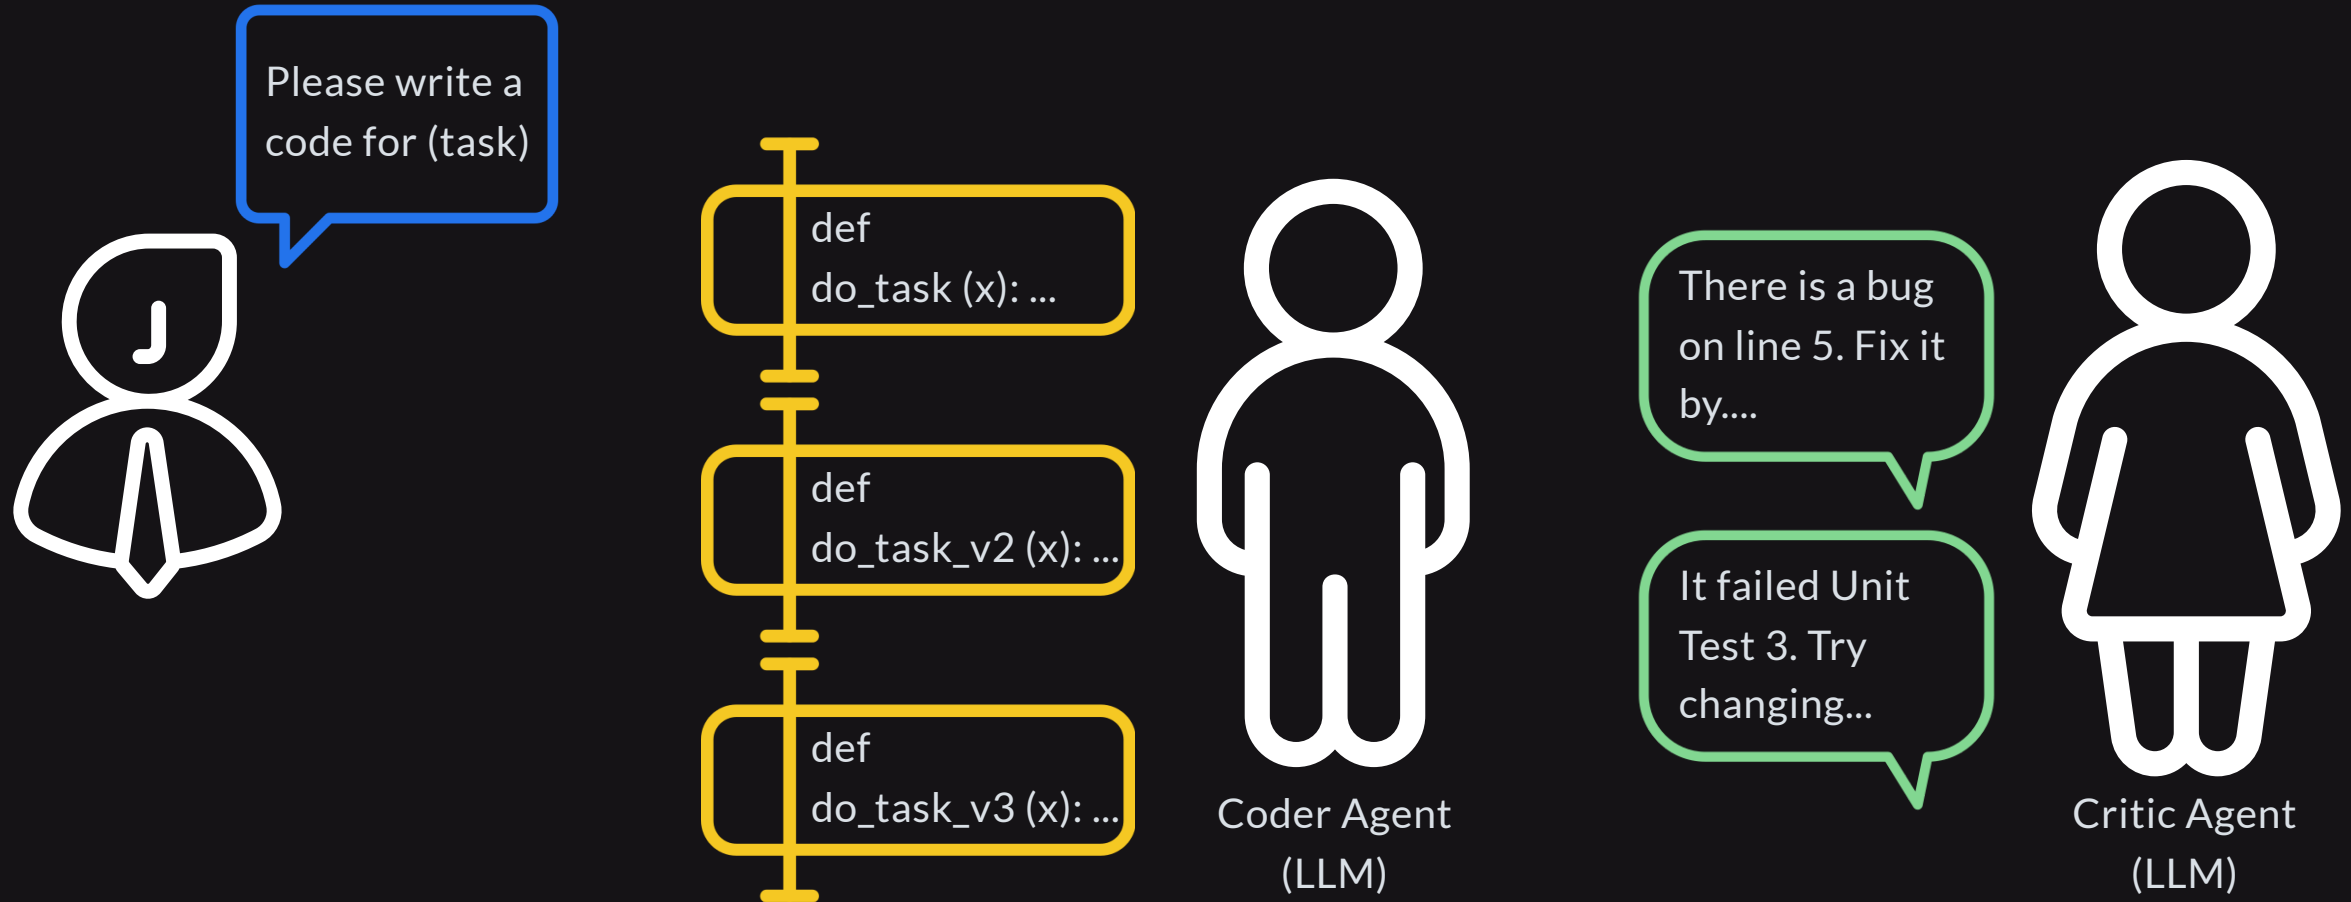 Please write a
code for (task)
def
do_task (x): ...
def
do_task_v2 (x): ...
def
do_task_v3 (x): ...
Coder Agent
(LLM)
There is a bug
on line 5. Fix it
by....
It failed Unit
Test 3. Try
changing...
Critic Agent
(LLM)